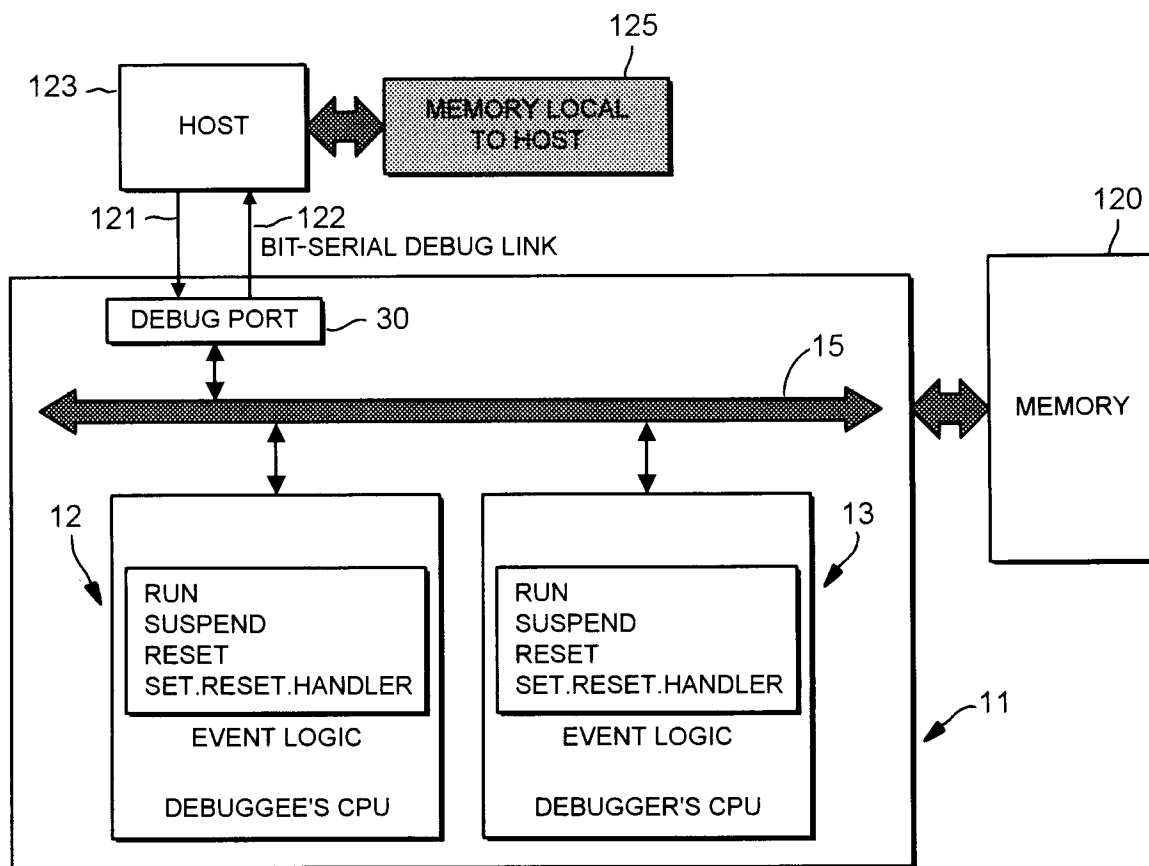 125
123
HOST
MEMORY LOCAL
TO HOST
121
122
BIT-SERIAL DEBUG LINK
120
DEBUG PORT
30
15
MEMORY
12
13
RUN
SUSPEND
RESET
SET.RESET.HANDLER
EVENT LOGIC
DEBUGGEE'S CPU
RUN
SUSPEND
RESET
SET.RESET.HANDLER
EVENT LOGIC
DEBUGGER'S CPU
11